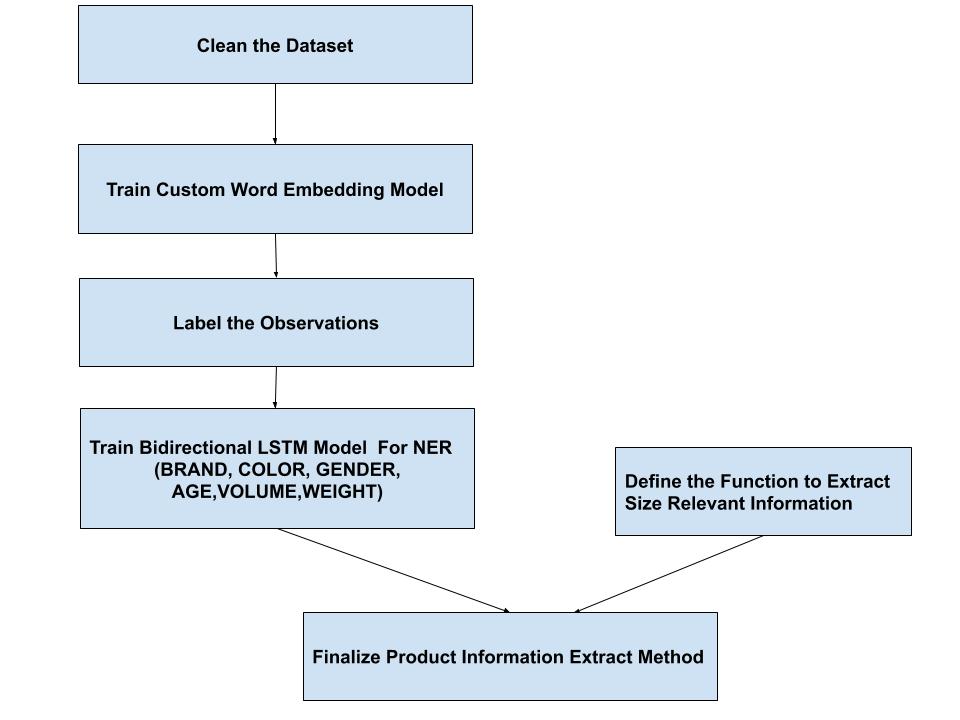 Clean the Dataset
Train Custom Word Embedding Model
Label the Observations
Train Bidirectional LSTM Model  For NER
(BRAND, COLOR, GENDER,
AGE,VOLUME,WEIGHT)
Define the Function to Extract
Size Relevant Information
Finalize Product Information Extract Method